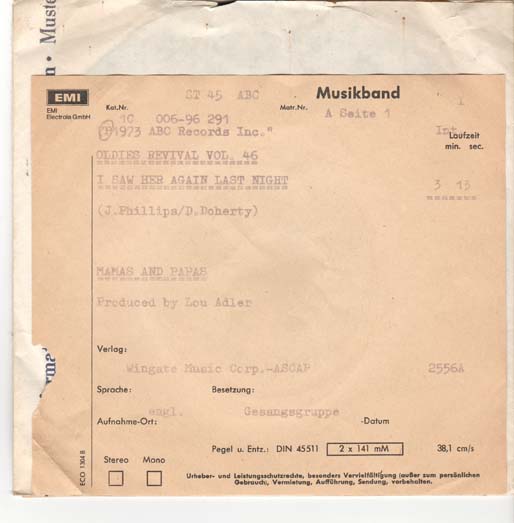 • Muste
n
ST 45 ABC
Musikband
1
EMI
EMI
Electrola GmbH
Kat.Nr.
Matr.Nr.
A Seite 1
1C 006-96 291
Int
(P)1973 ABC Records Inc."
Laufzeit
min. sec.
OLDIES REVIVAL VOL. 46
I SAW HER AGAIN LAST NIGHT
3 13
(J.Phillips/D.Doherty)
MAMAS AND PAPAS
Produced by Lou Adler
Verlag:
Wingate Music Corp.-ASCAP
2556A
Sprache:
Besetzung:
engl.
Gesangsgruppe
Aufnahme-Ort:
-Datum
Pegel u. Entz.: DIN 45511
2 x 141 mM
38,1 cm/s
Stereo Mono
Urheber- und Leistungsschutzrechte, besonders Vervielfältigung (außer zum persönlichen
Gebrauch), Vermietung, Aufführung, Sendung, vorbehalten.
ECO 1304 B